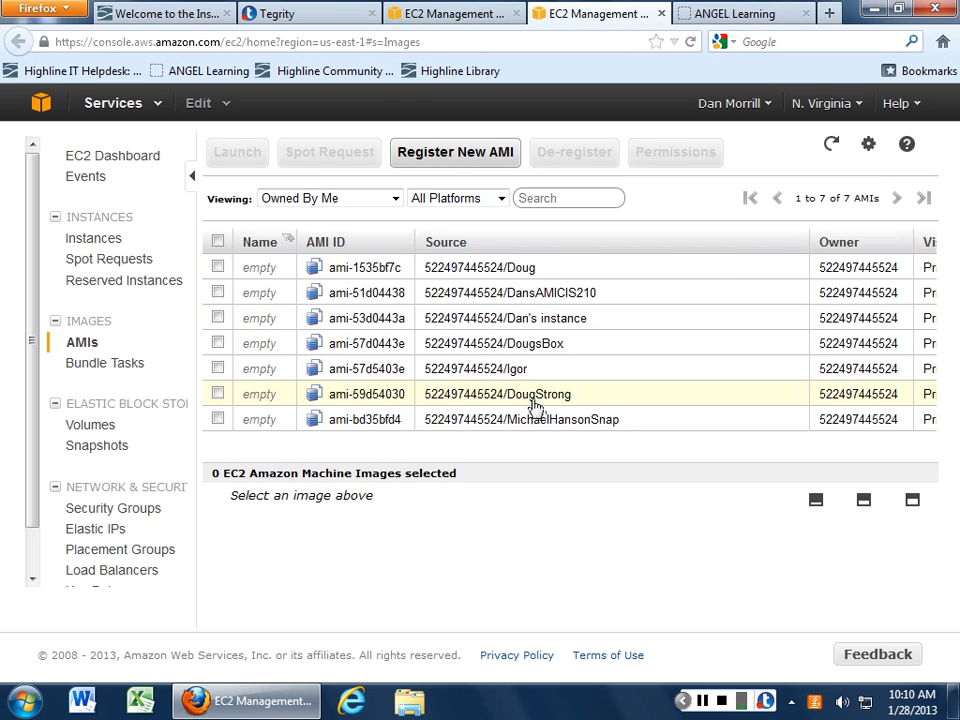 Firefox
Welcome to the Ins...
Tegrity
EC2 Management ...
EC2 Management ...
ANGEL Learning
https://console.aws.amazon.com/ec2/home?region=us-east-1#s=Images
Google
Highline IT Helpdesk: ...
ANGEL Learning
Highline Community ...
Highline Library
Bookmarks
Services
Edit
Dan Morrill
N. Virginia
Help
EC2 Dashboard
Events
INSTANCES
Instances
Spot Requests
Reserved Instances
IMAGES
AMIs
Bundle Tasks
ELASTIC BLOCK STO
Volumes
Snapshots
NETWORK & SECURIT
Security Groups
Elastic IPs
Placement Groups
Load Balancers
Launch
Spot Request
Register New AMI
De-register
Permissions
Viewing: Owned By Me All Platforms Search
1 to 7 of 7 AMIs
Name AMI ID Source Owner Vi
empty ami-1535bf7c 522497445524/Doug 522497445524 Pr
empty ami-51d04438 522497445524/DansAMICIS210 522497445524 Pr
empty ami-53d0443a 522497445524/Dan's instance 522497445524 Pr
empty ami-57d0443e 522497445524/DougsBox 522497445524 Pr
empty ami-57d5403e 522497445524/Igor 522497445524 Pr
empty ami-59d54030 522497445524/DougStrong 522497445524 Pr
empty ami-bd35bfd4 522497445524/MichaelHansonSnap 522497445524 Pr
0 EC2 Amazon Machine Images selected
Select an image above
© 2008 - 2013, Amazon Web Services, Inc. or its affiliates. All rights reserved. Privacy Policy Terms of Use
Feedback
EC2 Management...
10:10 AM
1/28/2013